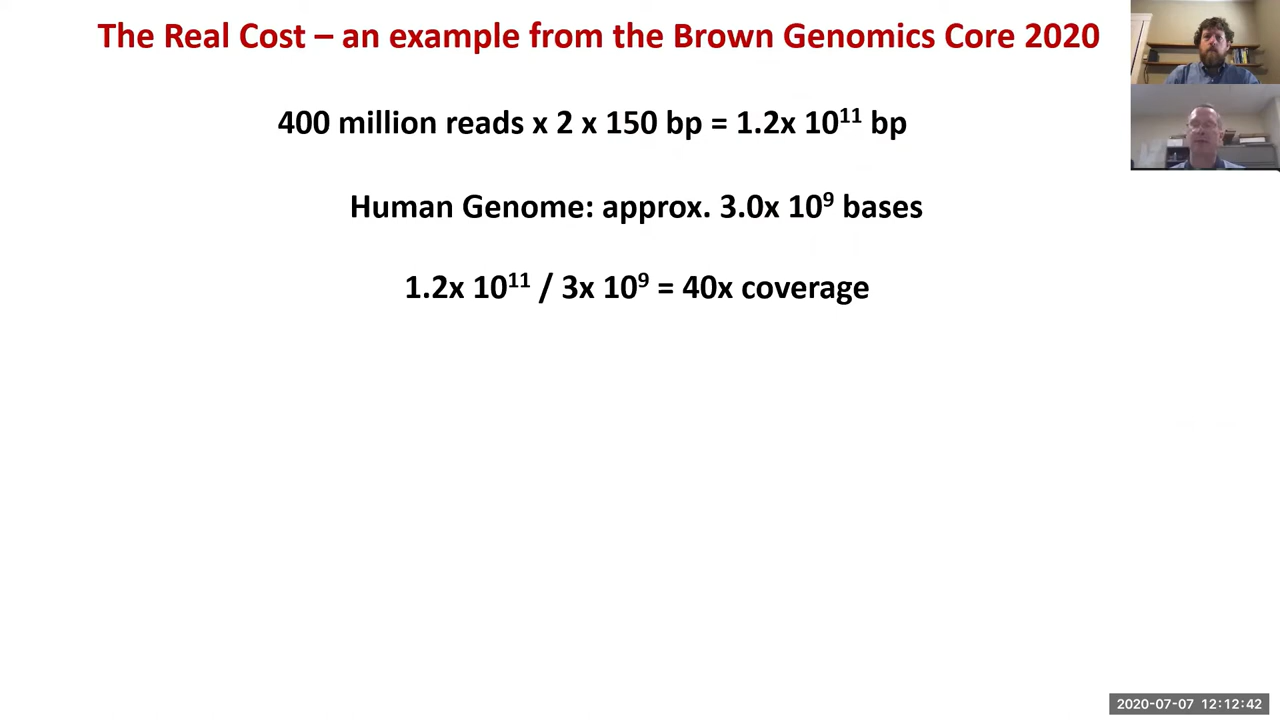 The Real Cost – an example from the Brown Genomics Core 2020
400 million reads x 2 x 150 bp = 1.2x 10¹¹ bp
Human Genome: approx. 3.0x 10⁹ bases
1.2x 10¹¹ / 3x 10⁹ = 40x coverage
2020-07-07 12:12:42